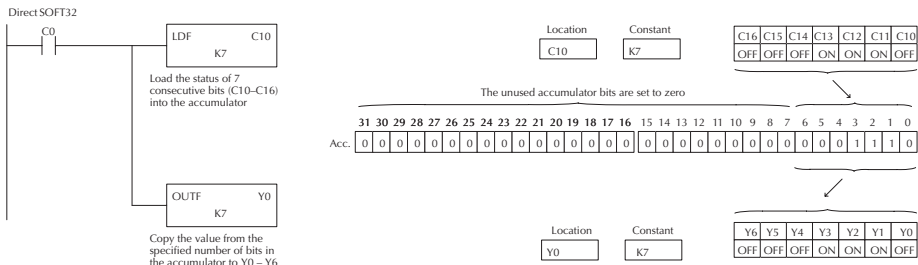 Direct SOFT32
C0
LDF C10
K7
Load the status of 7
consecutive bits (C10–C16)
into the accumulator
Location Constant
C10 K7
C16 C15 C14 C13 C12 C11 C10
OFF OFF OFF ON ON ON OFF
The unused accumulator bits are set to zero
31 30 29 28 27 26 25 24 23 22 21 20 19 18 17 16 15 14 13 12 11 10 9 8 7 6 5 4 3 2 1 0
Acc. 0 0 0 0 0 0 0 0 0 0 0 0 0 0 0 0 0 0 0 0 0 0 0 0 0 0 0 0 1 1 1 0
OUTF Y0
K7
Copy the value from the
specified number of bits in
the accumulator to Y0 – Y6
Location Constant
Y0 K7
Y6 Y5 Y4 Y3 Y2 Y1 Y0
OFF OFF OFF ON ON ON OFF